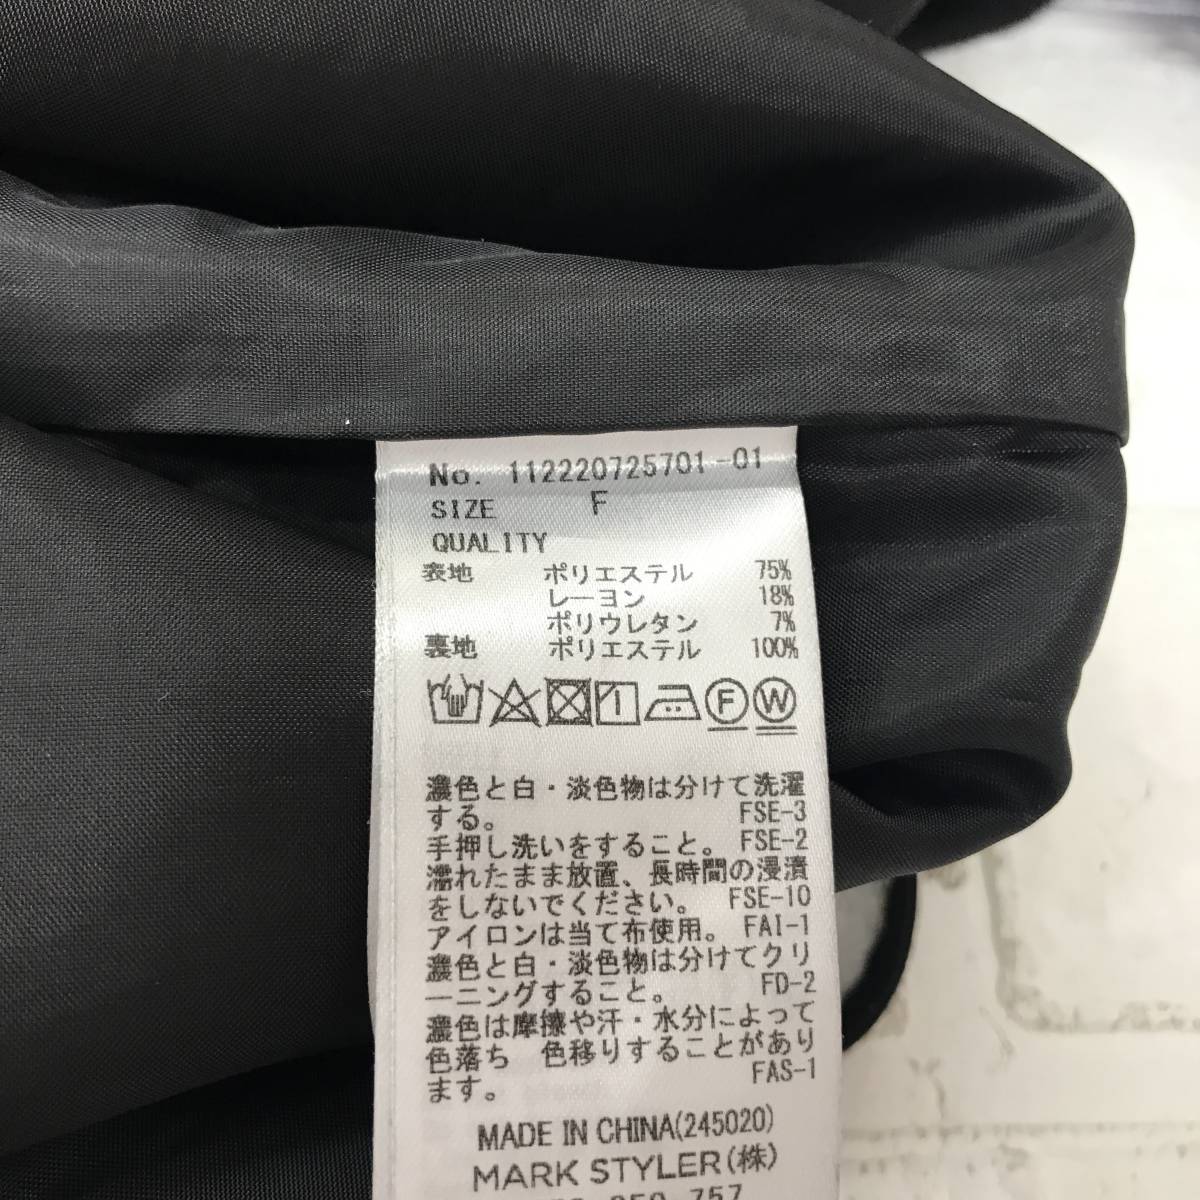 No. 112220725701-01
SIZE F
QUALITY
表地 ポリエステル 75%
レーヨン 18%
ポリウレタン 7%
裏地 ポリエステル 100%
F W
濃色と白・淡色物は分けて洗濯
する。 FSE-3
手押し洗いをすること。 FSE-2
濡れたまま放置、長時間の浸漬
をしないでください。 FSE-10
アイロンは当て布使用。 FAI-1
濃色と白・淡色物は分けてクリ
ーニングすること。 FD-2
濃色は摩擦や汗・水分によって
色落ち 色移りすることがあり
ます。 FAS-1
MADE IN CHINA(245020)
MARK STYLER(株)
757